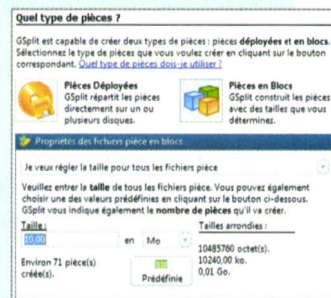 Quel type de pièces ?
GSplit est capable de créer deux types de pièces : pièces déployées et en blocs.
Sélectionnez le type de pièces que vous voulez créer en cliquant sur le bouton
correspondant. Quel type de pièces dois-je utiliser ?
Pièces Déployées
GSplit répartit les pièces
directement sur un ou
plusieurs disques.
Pièces en Blocs
GSplit construit les pièces
avec des tailles que vous
déterminez.
Propriétés des fichiers pièce en blocs
Je veux régler la taille pour tous les fichiers pièce
Veuillez entrer la taille de tous les fichiers pièce. Vous pouvez également
choisir une des valeurs prédéfinies en cliquant sur le bouton ci-dessous.
GSplit vous indique également le nombre de pièces qu'il va créer.
Taille :
10,00 en Mo
Environ 71 pièce(s)
créée(s).
Prédéfinie
Tailles arrondies :
10485760 octet(s).
10240,00 ko.
0,01 Go.